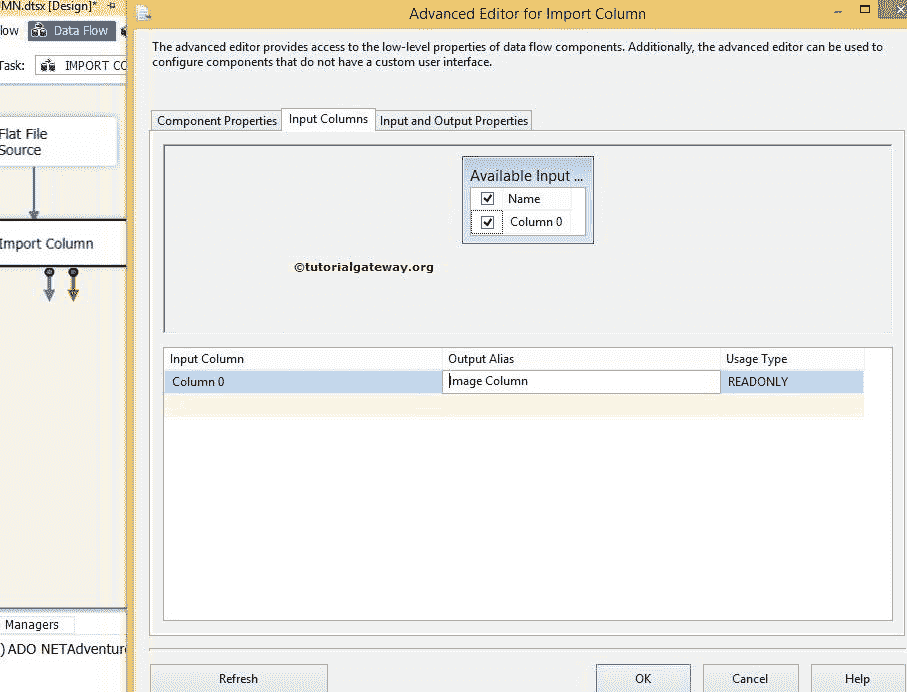 MN.dtsx [Design]*
Advanced Editor for Import Column
low
Data Flow
Task:
IMPORT CO
The advanced editor provides access to the low-level properties of data flow components. Additionally, the advanced editor can be used to
configure components that do not have a custom user interface.
Component Properties
Input Columns
Input and Output Properties
Flat File
Source
Import Column
Available Input ...
Name
Column 0
©tutorialgateway.org
Input Column
Output Alias
Usage Type
Column 0
Image Column
READONLY
Managers
) ADO NETAdventure
Refresh
OK
Cancel
Help